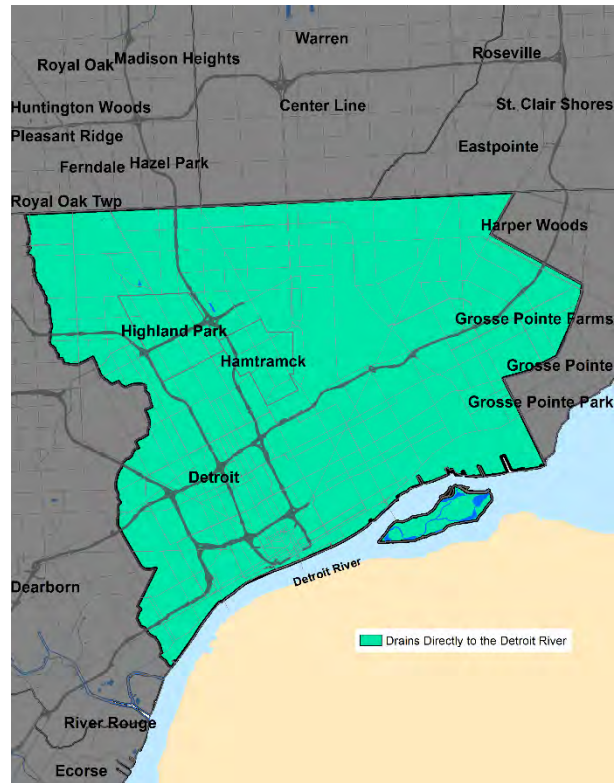 Warren
Royal Oak
Madison Heights
Roseville
Huntington Woods
Center Line
St. Clair Shores
Pleasant Ridge
Eastpointe
Ferndale
Hazel Park
Royal Oak Twp
Harper Woods
Highland Park
Grosse Pointe Farms
Hamtramck
Grosse Pointe
Grosse Pointe Park
Detroit
Detroit River
Dearborn
Drains Directly to the Detroit River
River Rouge
Ecorse